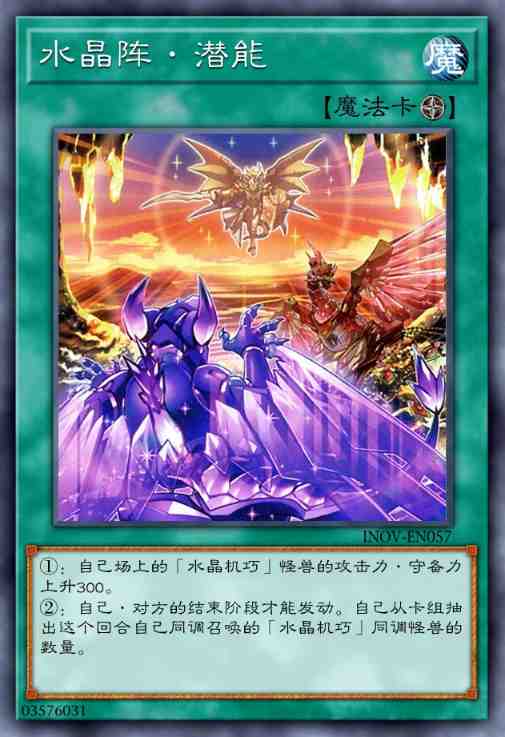 水晶阵·潜能
魔
【魔法卡】
INOV-EN057
①：自己场上的「水晶机巧」怪兽的攻击力·守备力
上升300。
②：自己·对方的结束阶段才能发动。自己从卡组抽
出这个回合自己同调召唤的「水晶机巧」同调怪兽的
数量。
03576031